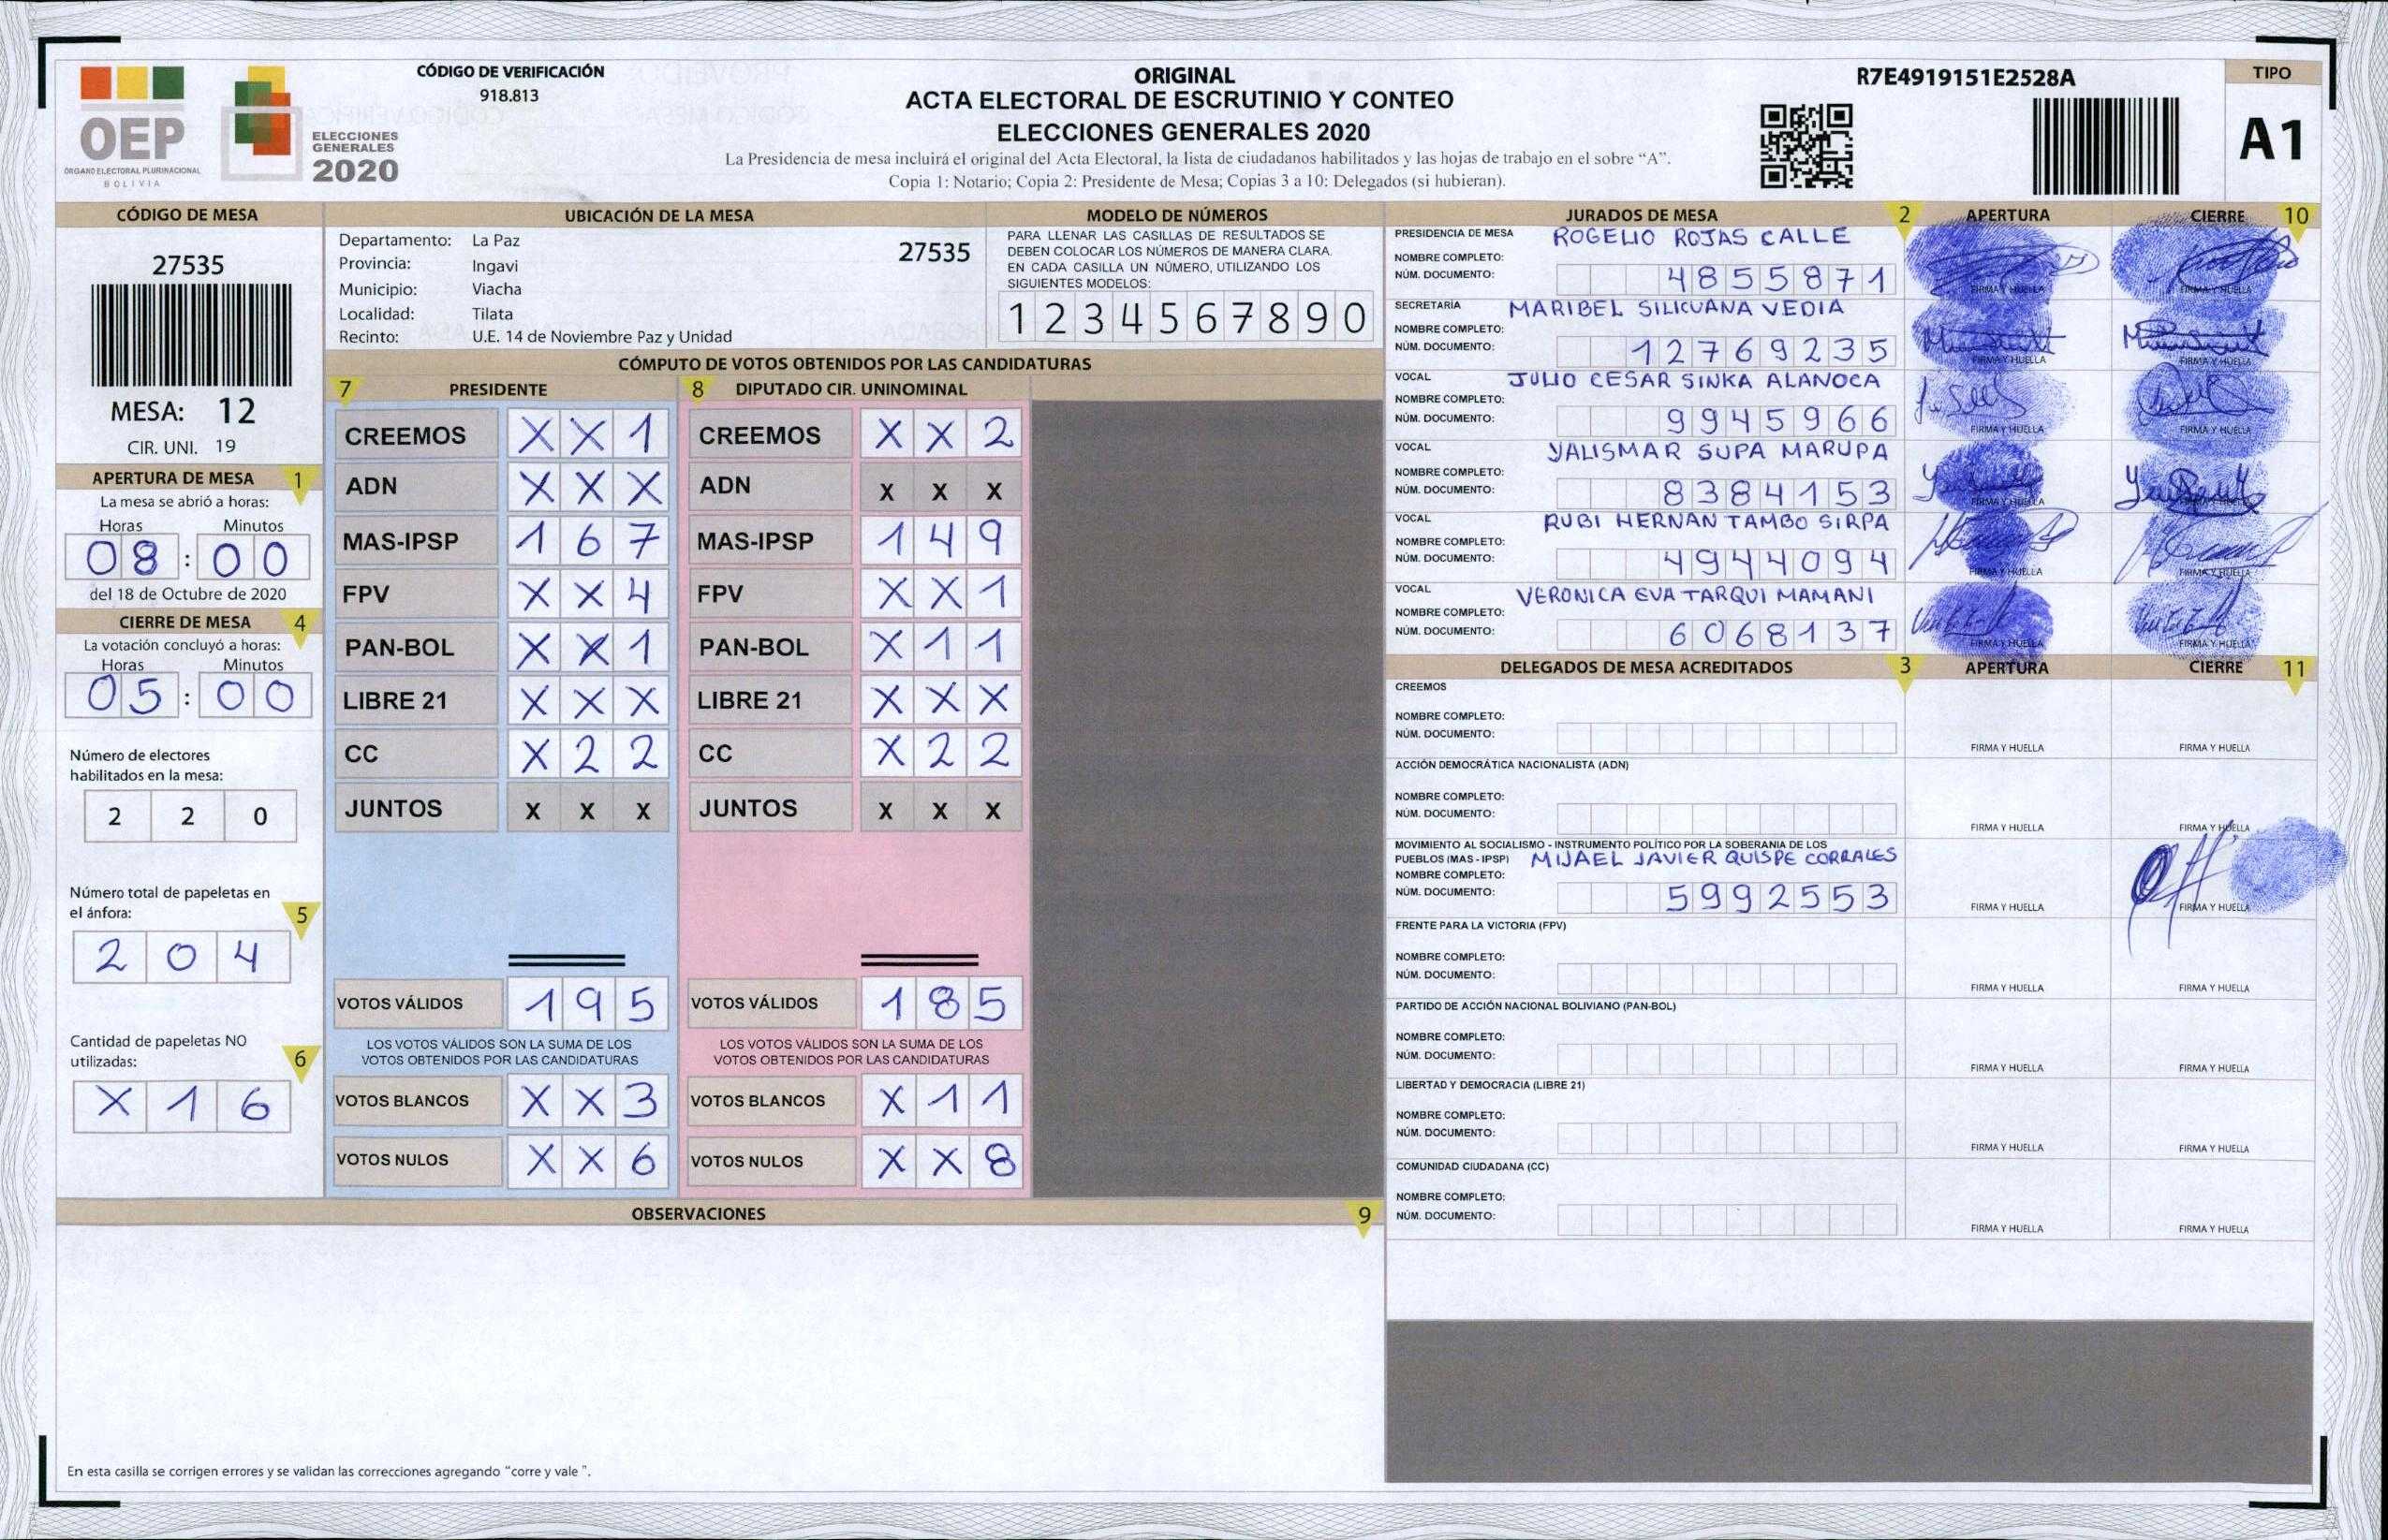 CÓDIGO DE VERIFICACIÓN
918.813
OEP
ÓRGANO ELECTORAL PLURINACIONAL
BOLIVIA
ELECCIONES
GENERALES
2020
ORIGINAL
ACTA ELECTORAL DE ESCRUTINIO Y CONTEO
ELECCIONES GENERALES 2020
La Presidencia de mesa incluirá el original del Acta Electoral, la lista de ciudadanos habilitados y las hojas de trabajo en el sobre “A”.
Copia 1: Notario; Copia 2: Presidente de Mesa; Copias 3 a 10: Delegados (si hubieran).
R7E4919151E2528A
TIPO
A1
CÓDIGO DE MESA
27535
MESA: 12
CIR. UNI. 19
APERTURA DE MESA 1
La mesa se abrió a horas:
Horas Minutos
08 : 00
del 18 de Octubre de 2020
CIERRE DE MESA 4
La votación concluyó a horas:
Horas Minutos
05 : 00
Número de electores
habilitados en la mesa:
2 2 0
Número total de papeletas en
el ánfora: 5
2 0 4
Cantidad de papeletas NO
utilizadas: 6
X 1 6
UBICACIÓN DE LA MESA
Departamento: La Paz
27535
Provincia: Ingavi
Municipio: Viacha
Localidad: Tilata
Recinto: U.E. 14 de Noviembre Paz y Unidad
MODELO DE NÚMEROS
PARA LLENAR LAS CASILLAS DE RESULTADOS SE
DEBEN COLOCAR LOS NÚMEROS DE MANERA CLARA.
EN CADA CASILLA UN NÚMERO, UTILIZANDO LOS
SIGUIENTES MODELOS:
1 2 3 4 5 6 7 8 9 0
CÓMPUTO DE VOTOS OBTENIDOS POR LAS CANDIDATURAS
7 PRESIDENTE
CREEMOS X X 1
ADN X X X
MAS-IPSP 1 6 7
FPV X X 4
PAN-BOL X X 1
LIBRE 21 X X X
CC X 2 2
JUNTOS X X X
VOTOS VÁLIDOS 1 9 5
LOS VOTOS VÁLIDOS SON LA SUMA DE LOS
VOTOS OBTENIDOS POR LAS CANDIDATURAS
VOTOS BLANCOS X X 3
VOTOS NULOS X X 6
8 DIPUTADO CIR. UNINOMINAL
CREEMOS X X 2
ADN X X X
MAS-IPSP 1 4 9
FPV X X 1
PAN-BOL X 1 1
LIBRE 21 X X X
CC X 2 2
JUNTOS X X X
VOTOS VÁLIDOS 1 8 5
LOS VOTOS VÁLIDOS SON LA SUMA DE LOS
VOTOS OBTENIDOS POR LAS CANDIDATURAS
VOTOS BLANCOS X 1 1
VOTOS NULOS X X 8
OBSERVACIONES 9
En esta casilla se corrigen errores y se validan las correcciones agregando “corre y vale ”.
JURADOS DE MESA 2 APERTURA CIERRE 10
PRESIDENCIA DE MESA ROGELIO ROJAS CALLE
NOMBRE COMPLETO:
NÚM. DOCUMENTO: 4855871 FIRMA Y HUELLA FIRMA Y HUELLA
SECRETARÍA MARIBEL SILICUANA VEDIA
NOMBRE COMPLETO:
NÚM. DOCUMENTO: 12769235 FIRMA Y HUELLA FIRMA Y HUELLA
VOCAL JULIO CESAR SINKA ALANOCA
NOMBRE COMPLETO:
NÚM. DOCUMENTO: 9945966 FIRMA Y HUELLA FIRMA Y HUELLA
VOCAL YALISMAR SUPA MARUPA
NOMBRE COMPLETO:
NÚM. DOCUMENTO: 8384153 FIRMA Y HUELLA FIRMA Y HUELLA
VOCAL RUBI HERNAN TAMBO SIRPA
NOMBRE COMPLETO:
NÚM. DOCUMENTO: 4944094 FIRMA Y HUELLA FIRMA Y HUELLA
VOCAL VERONICA EVA TARQUI MAMANI
NOMBRE COMPLETO:
NÚM. DOCUMENTO: 6068137 FIRMA Y HUELLA FIRMA Y HUELLA
DELEGADOS DE MESA ACREDITADOS 3 APERTURA CIERRE 11
CREEMOS
NOMBRE COMPLETO:
NÚM. DOCUMENTO: FIRMA Y HUELLA FIRMA Y HUELLA
ACCIÓN DEMOCRÁTICA NACIONALISTA (ADN)
NOMBRE COMPLETO:
NÚM. DOCUMENTO: FIRMA Y HUELLA FIRMA Y HUELLA
MOVIMIENTO AL SOCIALISMO - INSTRUMENTO POLÍTICO POR LA SOBERANIA DE LOS
PUEBLOS (MAS - IPSP) MIJAEL JAVIER QUISPE CORRALES
NOMBRE COMPLETO:
NÚM. DOCUMENTO: 5992553 FIRMA Y HUELLA FIRMA Y HUELLA
FRENTE PARA LA VICTORIA (FPV)
NOMBRE COMPLETO:
NÚM. DOCUMENTO: FIRMA Y HUELLA FIRMA Y HUELLA
PARTIDO DE ACCIÓN NACIONAL BOLIVIANO (PAN-BOL)
NOMBRE COMPLETO:
NÚM. DOCUMENTO: FIRMA Y HUELLA FIRMA Y HUELLA
LIBERTAD Y DEMOCRACIA (LIBRE 21)
NOMBRE COMPLETO:
NÚM. DOCUMENTO: FIRMA Y HUELLA FIRMA Y HUELLA
COMUNIDAD CIUDADANA (CC)
NOMBRE COMPLETO:
NÚM. DOCUMENTO: FIRMA Y HUELLA FIRMA Y HUELLA